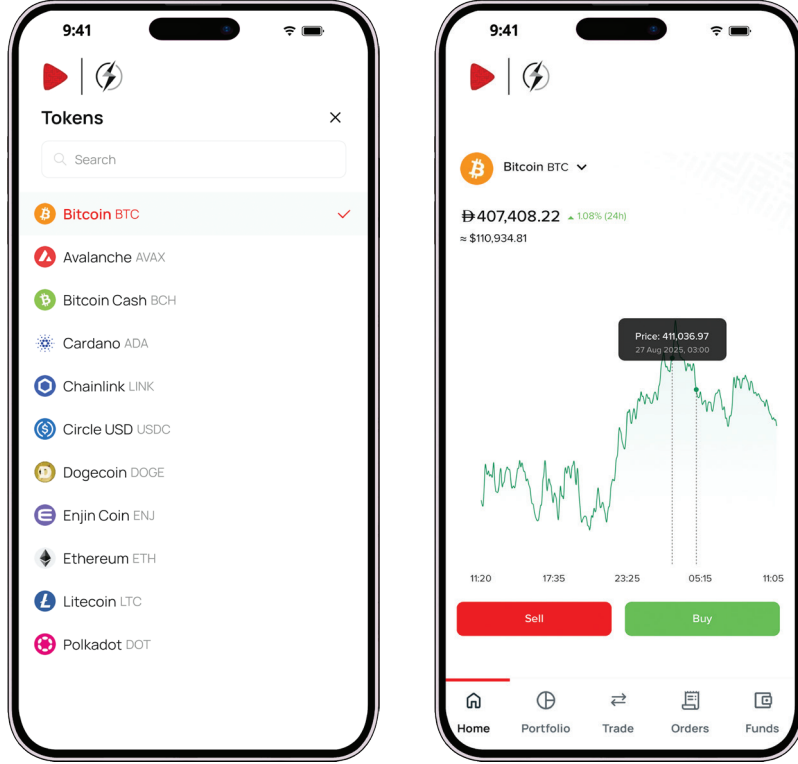 9:41
Tokens
Search
Bitcoin BTC
Avalanche AVAX
Bitcoin Cash BCH
Cardano ADA
Chainlink LINK
Circle USD USDC
Dogecoin DOGE
Enjin Coin ENJ
Ethereum ETH
Litecoin LTC
Polkadot DOT
9:41
Bitcoin BTC
407,408.22 1.08% (24h)
≈ $110,934.81
Price: 411,036.97
27 Aug 2025, 03:00
11:20 17:35 23:25 05:15 11:05
Sell Buy
Home Portfolio Trade Orders Funds